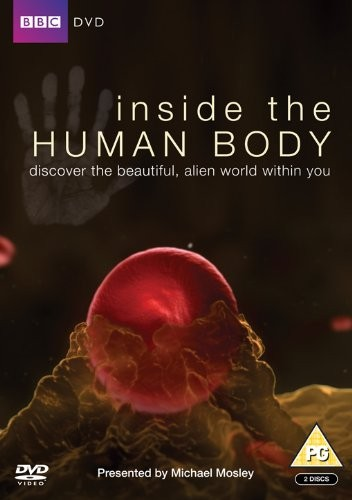 BBC DVD
inside the
HUMAN BODY
discover the beautiful, alien world within you
PG
DVD
VIDEO
Presented by Michael Mosley
2 DISCS